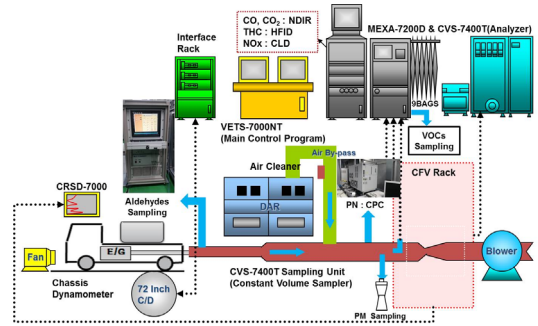 CO, CO₂ : NDIR
THC : HFID
NOx : CLD
MEXA-7200D & CVS-7400T(Analyzer)
Interface
Rack
9BAGS
VETS-7000NT
(Main Control Program)
VOCs
Sampling
Air By-pass
Air Cleaner
CFV Rack
DAR
PN : CPC
CRSD-7000
Aldehydes
Sampling
Fan
E/G
Blower
Chassis
Dynamometer
72 Inch
C/D
CVS-7400T Sampling Unit
(Constant Volume Sampler)
PM Sampling